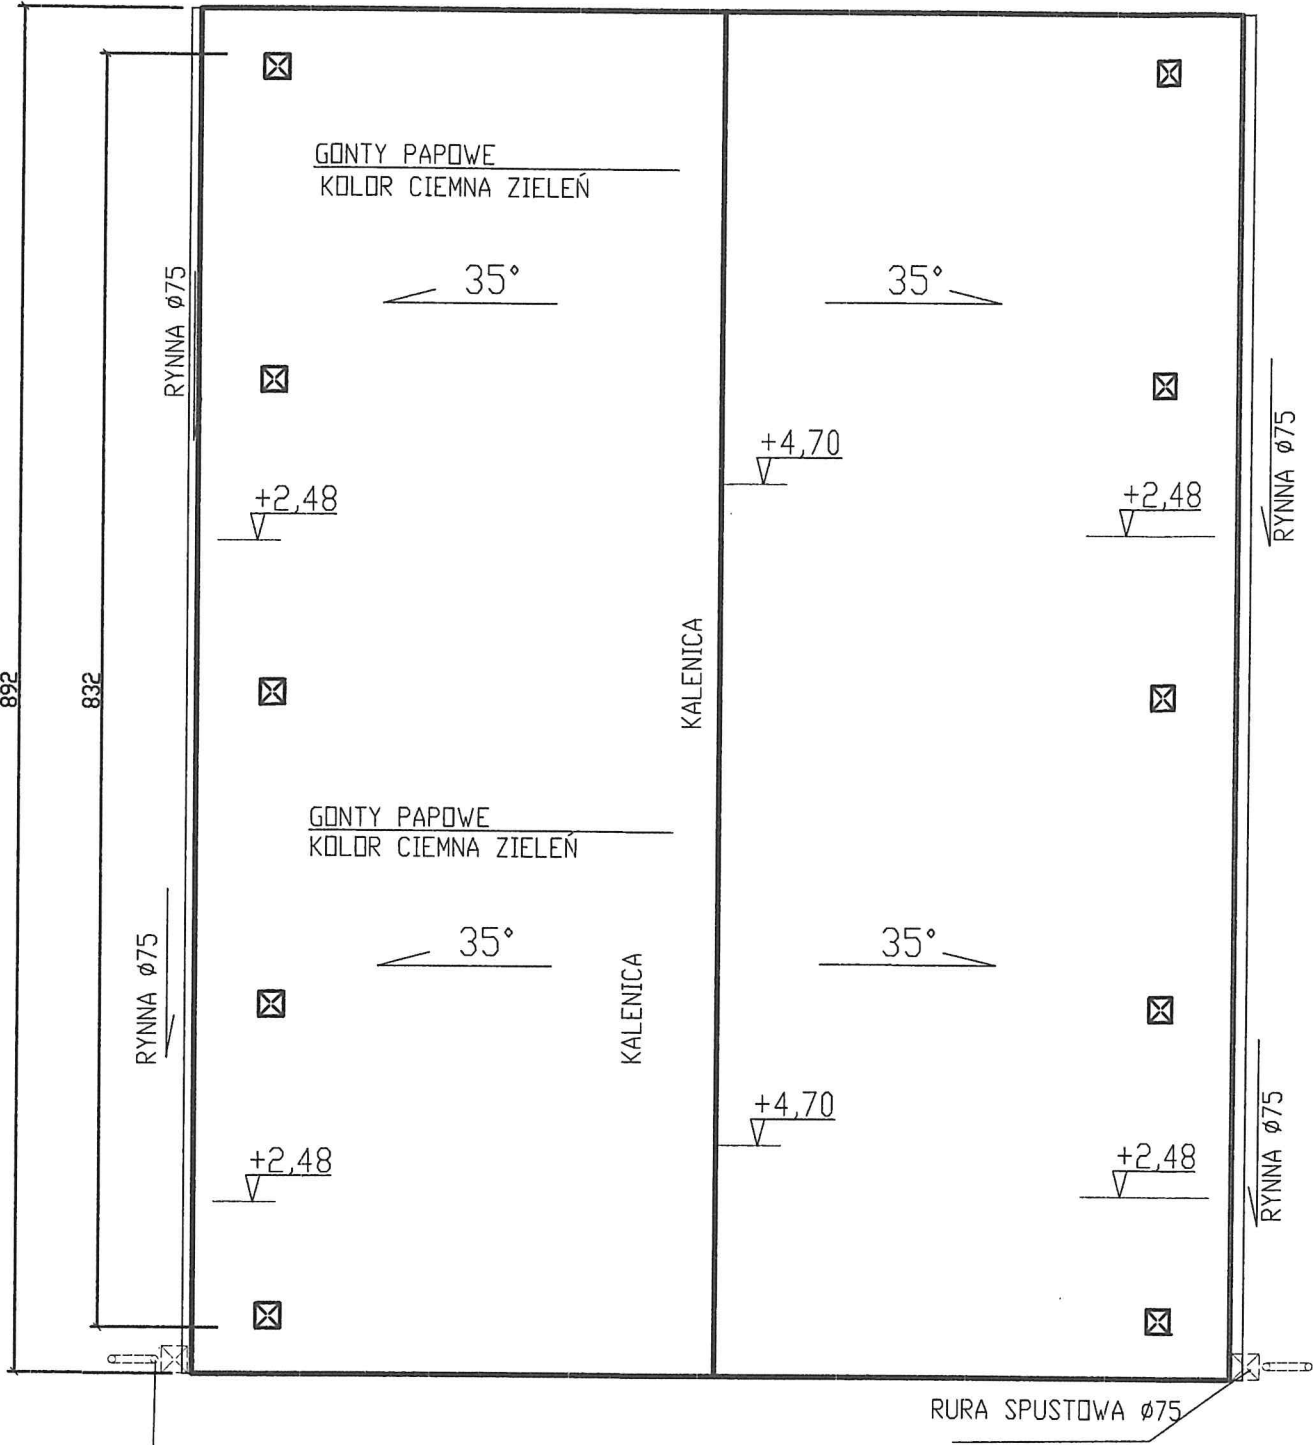 GONTY PAPOWE
KOLOR CIEMNA ZIELEŃ
35°
35°
RYNNA ø75
+4,70
RYNNA ø75
+2,48
+2,48
KALENICA
892
832
GONTY PAPOWE
KOLOR CIEMNA ZIELEŃ
35°
35°
RYNNA ø75
KALENICA
+4,70
RYNNA ø75
+2,48
+2,48
RURA SPUSTOWA ø75